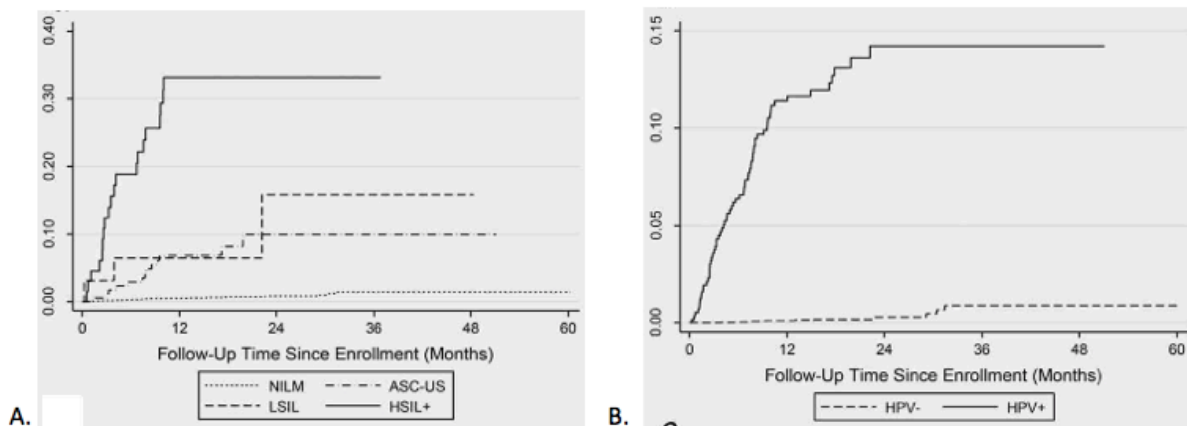 0.40
0.30
0.20
0.10
0.00
0 12 24 36 48 60
Follow-Up Time Since Enrollment (Months)
NILM ASC-US
LSIL HSIL+
A.
0.15
0.10
0.05
0.00
0 12 24 36 48 60
Follow-Up Time Since Enrollment (Months)
HPV- HPV+
B.